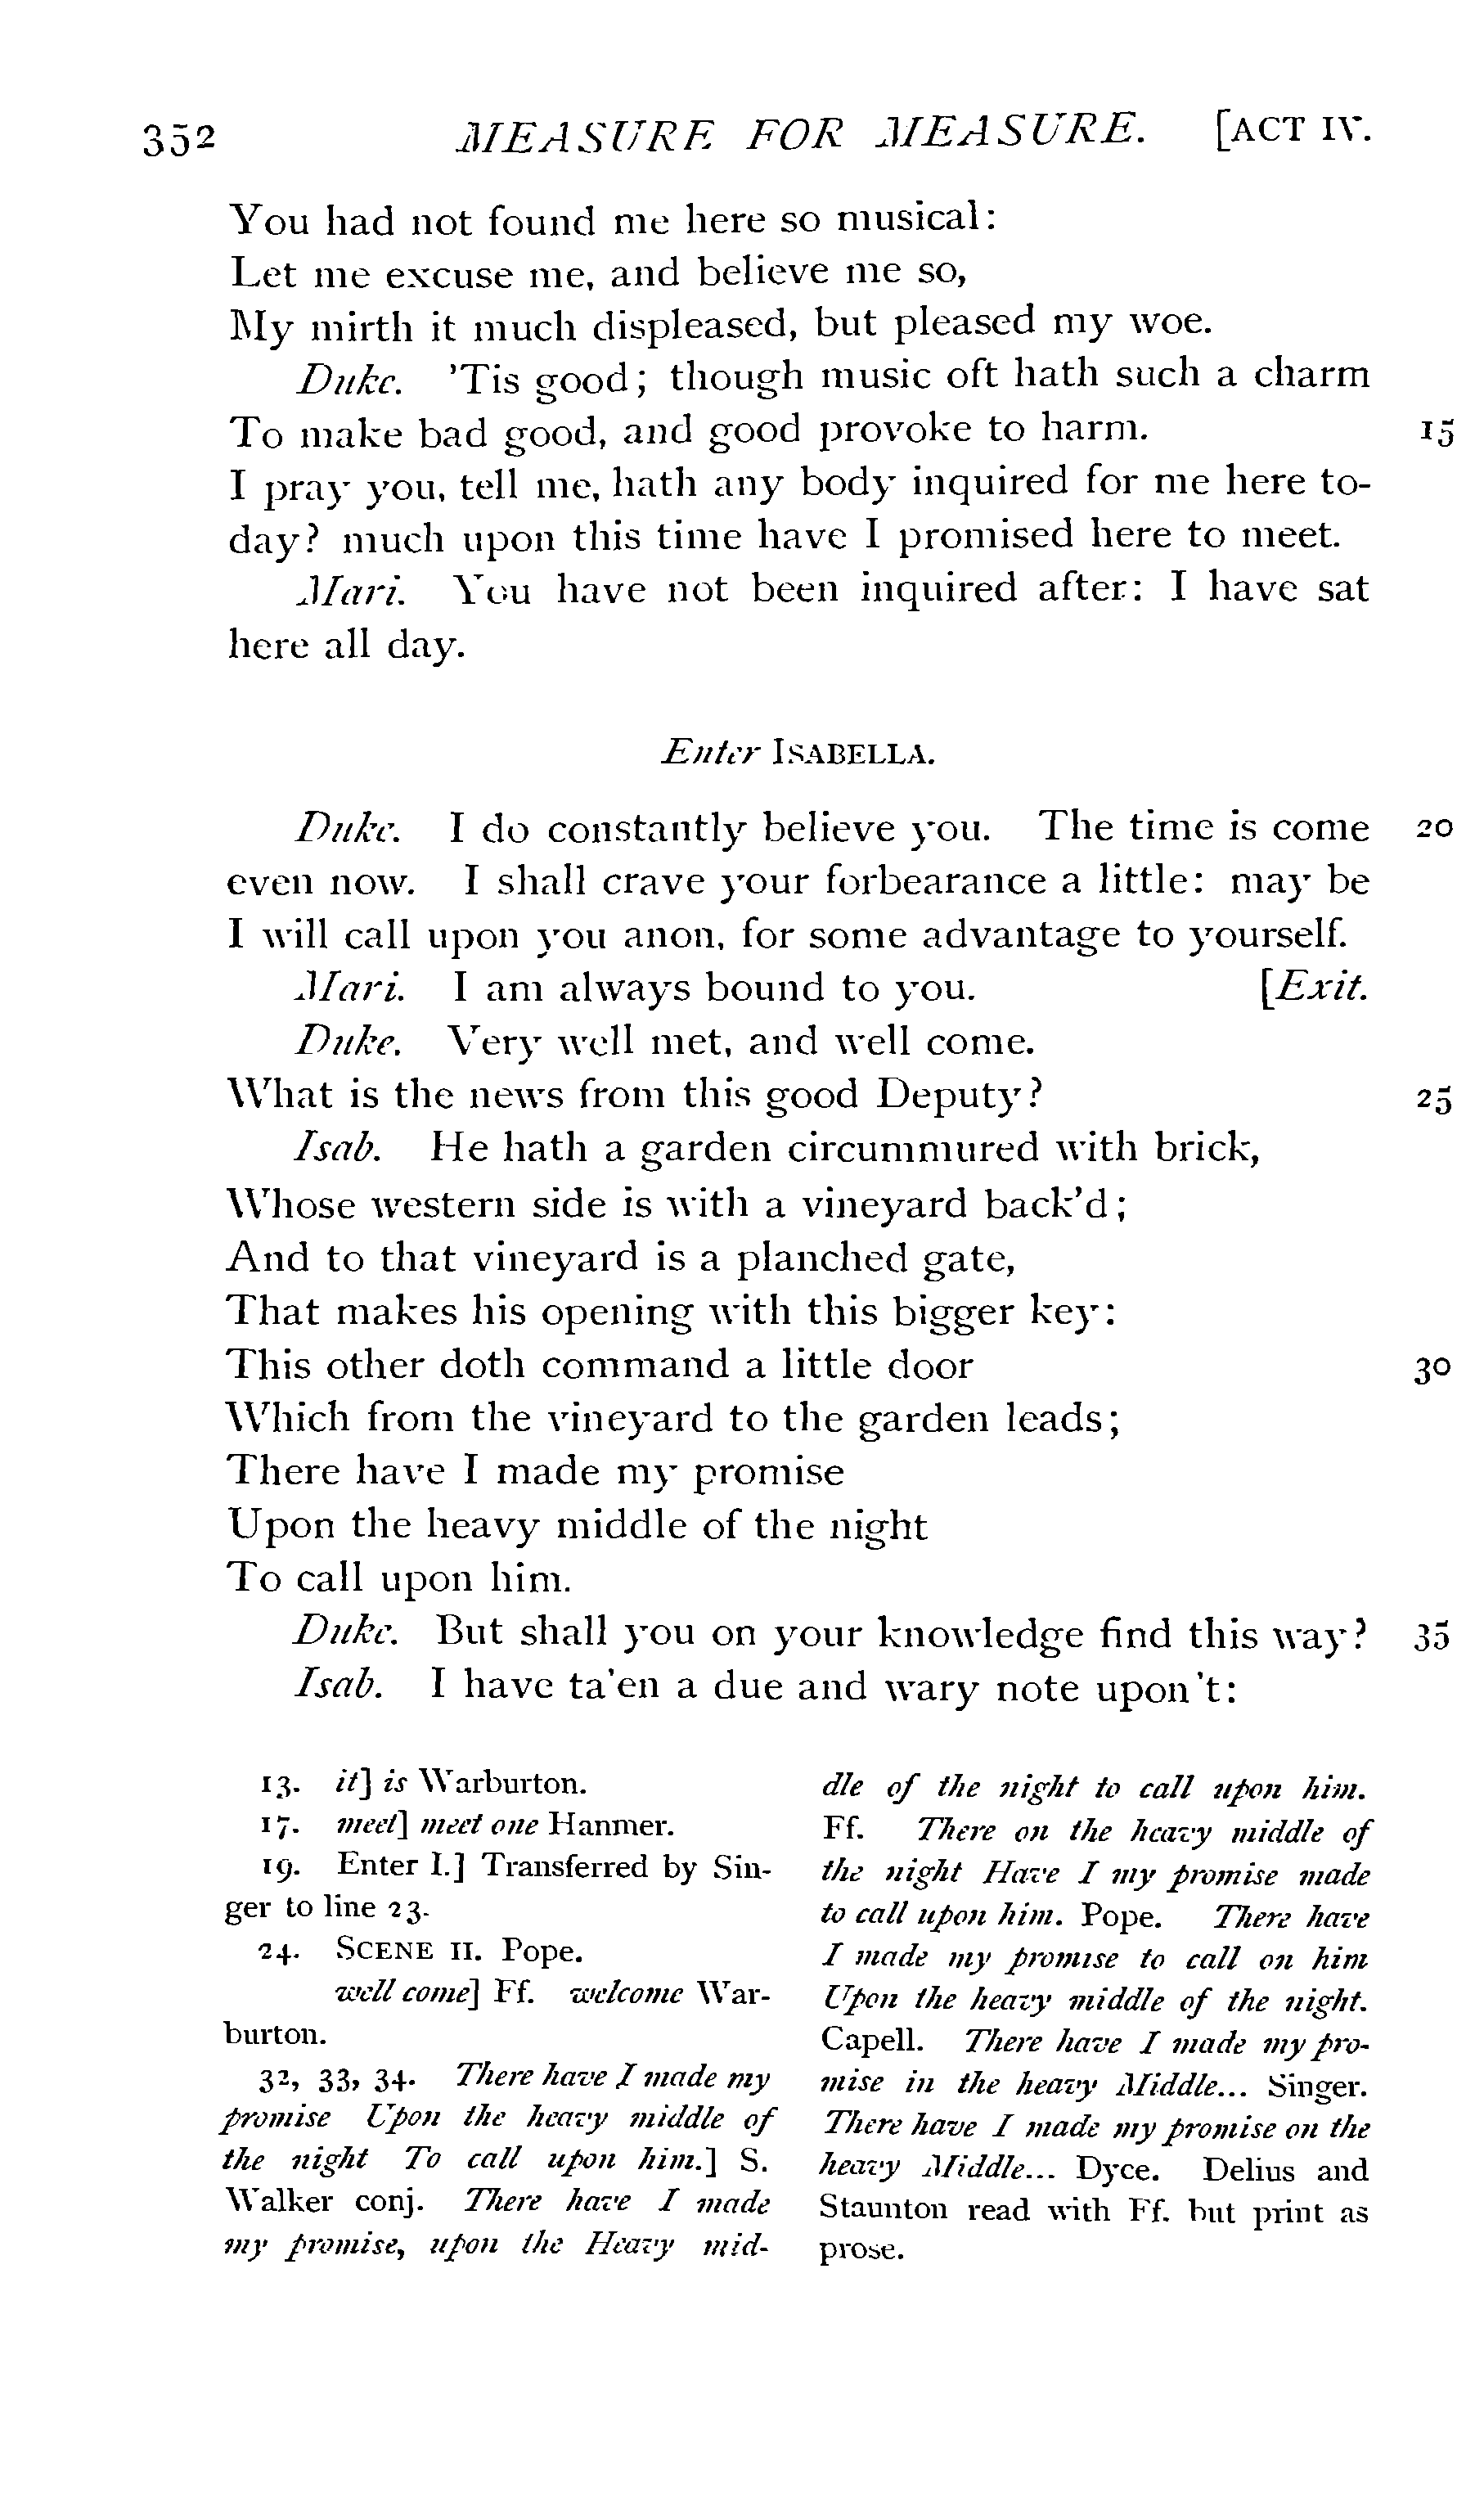 352 MEASURE FOR MEASURE. [ACT IV.
You had not found me here so musical:
Let me excuse me, and believe me so,
My mirth it much displeased, but pleased my woe.
Duke. 'Tis good; though music oft hath such a charm
To make bad good, and good provoke to harm. 15
I pray you, tell me, hath any body inquired for me here to-
day? much upon this time have I promised here to meet.
Mari. You have not been inquired after: I have sat
here all day.
Enter ISABELLA.
Duke. I do constantly believe you. The time is come 20
even now. I shall crave your forbearance a little: may be
I will call upon you anon, for some advantage to yourself.
Mari. I am always bound to you. [Exit.
Duke. Very well met, and well come.
What is the news from this good Deputy? 25
Isab. He hath a garden circummured with brick,
Whose western side is with a vineyard back'd;
And to that vineyard is a planched gate,
That makes his opening with this bigger key:
This other doth command a little door 30
Which from the vineyard to the garden leads;
There have I made my promise
Upon the heavy middle of the night
To call upon him.
Duke. But shall you on your knowledge find this way? 35
Isab. I have ta'en a due and wary note upon't:
13. it] is Warburton.
17. meet] meet one Hanmer.
19. Enter I.] Transferred by Sin-
ger to line 23.
24. SCENE II. Pope.
well come] Ff. welcome War-
burton.
32, 33, 34. There have I made my
promise Upon the heavy middle of
the night To call upon him.] S.
Walker conj. There have I made
my promise, upon the Heavy mid-
dle of the night to call upon him.
Ff. There on the heavy middle of
the night Have I my promise made
to call upon him. Pope. There have
I made my promise to call on him
Upon the heavy middle of the night.
Capell. There have I made my pro-
mise in the heavy Middle... Singer.
There have I made my promise on the
heavy Middle... Dyce. Delius and
Staunton read with Ff. but print as
prose.